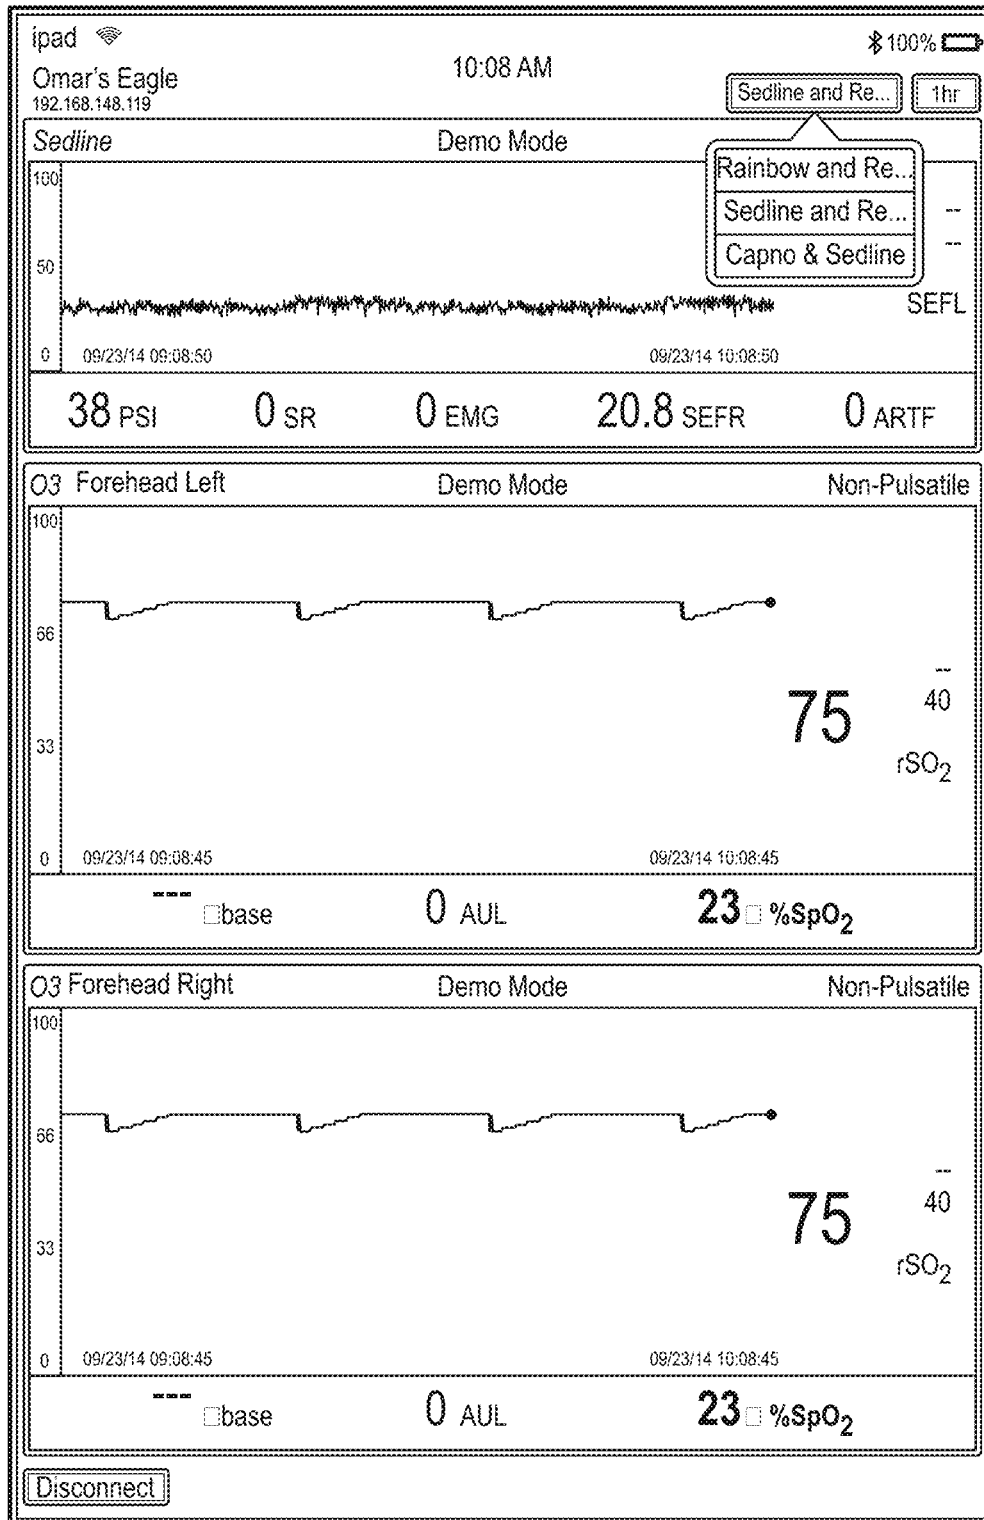 ipad
100%
10:08 AM
Omar's Eagle
192.168.148.119
Sedline and Re...
1hr
Sedline
Demo Mode
Rainbow and Re...
Sedline and Re...
Capno & Sedline
100
50
0
--
--
SEFL
09/23/14 09:08:50
09/23/14 10:08:50
38 PSI
0 SR
0 EMG
20.8 SEFR
0 ARTF
O3 Forehead Left
Demo Mode
Non-Pulsatile
100
66
33
0
75
--
40
rSO2
09/23/14 09:08:45
09/23/14 10:08:45
--- □base
0 AUL
23 □ %SpO2
O3 Forehead Right
Demo Mode
Non-Pulsatile
100
66
33
0
75
--
40
rSO2
09/23/14 09:08:45
09/23/14 10:08:45
--- □base
0 AUL
23 □ %SpO2
Disconnect